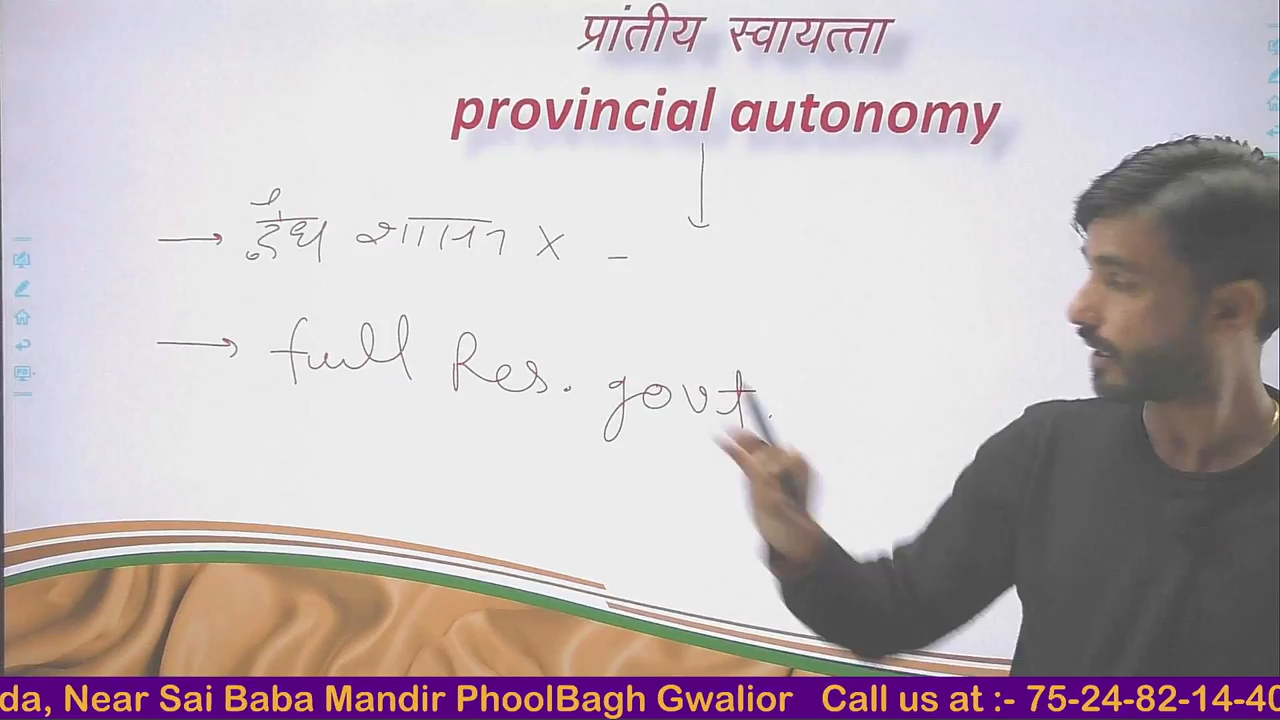 प्रांतीय स्वायत्ता
provincial autonomy
→ द्वैध शासन X -
→ full Res. govt.
da, Near Sai Baba Mandir PhoolBagh Gwalior Call us at :- 75-24-82-14-40